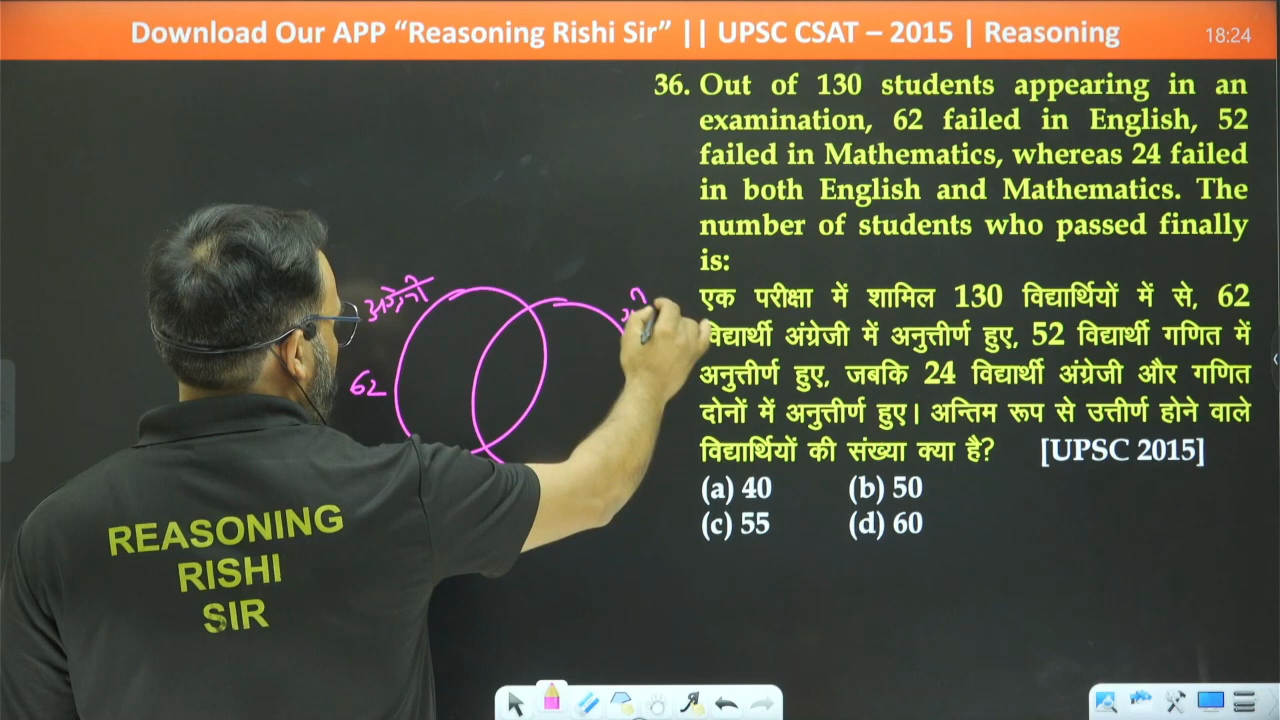 Download Our APP “Reasoning Rishi Sir” || UPSC CSAT – 2015 | Reasoning
18:24
36. Out of 130 students appearing in an
examination, 62 failed in English, 52
failed in Mathematics, whereas 24 failed
in both English and Mathematics. The
number of students who passed finally
is:
एक परीक्षा में शामिल 130 विद्यार्थियों में से, 62
विद्यार्थी अंग्रेजी में अनुत्तीर्ण हुए, 52 विद्यार्थी गणित में
अनुत्तीर्ण हुए, जबकि 24 विद्यार्थी अंग्रेजी और गणित
दोनों में अनुत्तीर्ण हुए। अन्तिम रूप से उत्तीर्ण होने वाले
विद्यार्थियों की संख्या क्या है? [UPSC 2015]
(a) 40 (b) 50
(c) 55 (d) 60
अंग्रेजी
62
REASONING
RISHI
SIR